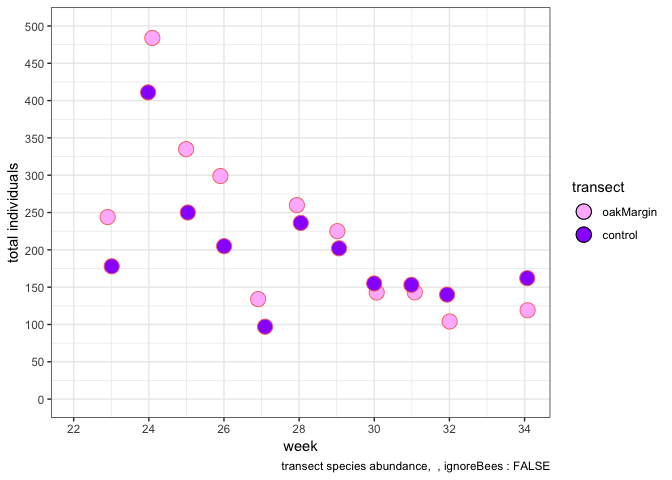 500
450
400
350
300
250
200
150
100
50
0
total individuals
22 24 26 28 30 32 34
week
transect species abundance,  , ignoreBees : FALSE
transect
oakMargin
control